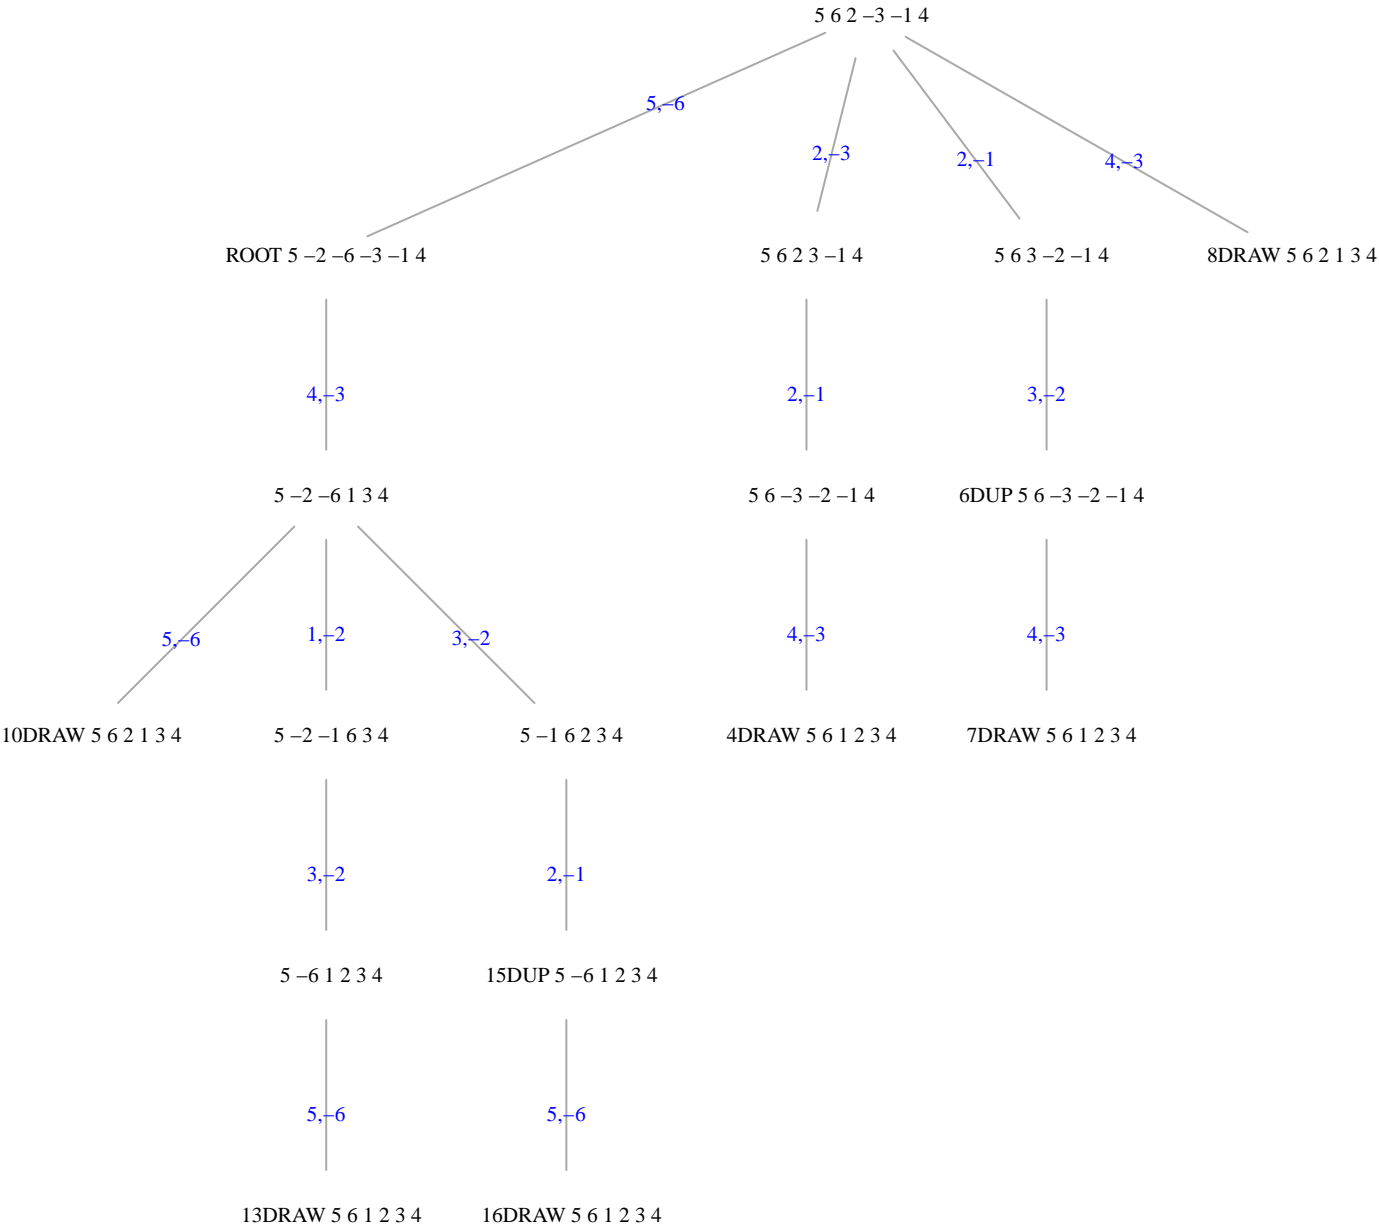 5 6 2 –3 –1 4
5,–6
2,–3
2,–1
4,–3
ROOT 5 –2 –6 –3 –1 4
5 6 2 3 –1 4
5 6 3 –2 –1 4
8DRAW 5 6 2 1 3 4
4,–3
2,–1
3,–2
5 –2 –6 1 3 4
5 6 –3 –2 –1 4
6DUP 5 6 –3 –2 –1 4
5,–6
1,–2
3,–2
4,–3
4,–3
10DRAW 5 6 2 1 3 4
5 –2 –1 6 3 4
5 –1 6 2 3 4
4DRAW 5 6 1 2 3 4
7DRAW 5 6 1 2 3 4
3,–2
2,–1
5 –6 1 2 3 4
15DUP 5 –6 1 2 3 4
5,–6
5,–6
13DRAW 5 6 1 2 3 4
16DRAW 5 6 1 2 3 4